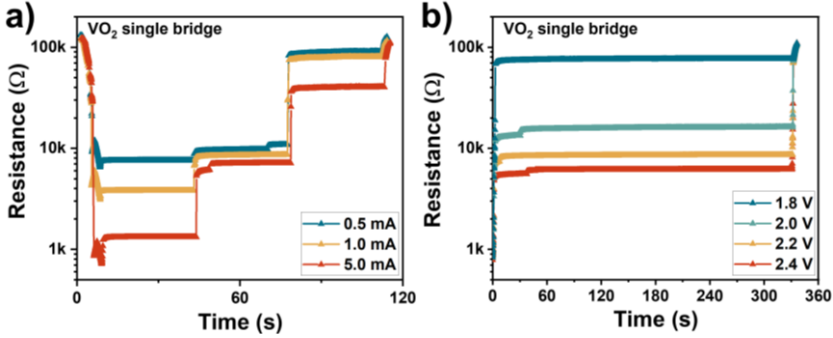 a)
VO₂ single bridge
100k
10k
1k
Resistance (Ω)
0.5 mA
1.0 mA
5.0 mA
0
60
120
Time (s)
b)
VO₂ single bridge
100k
10k
1k
Resistance (Ω)
1.8 V
2.0 V
2.2 V
2.4 V
0
60
120
180
240
300
360
Time (s)